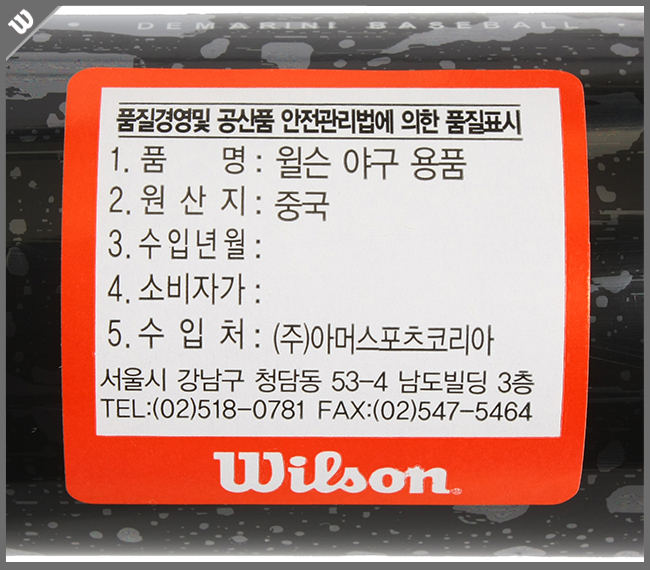 W
DEMARINI BASEBALL
품질경영및 공산품 안전관리법에 의한 품질표시
1. 품 명 : 윌슨 야구 용품
2. 원 산 지 : 중국
3. 수입년월 :
4. 소비자가 :
5. 수 입 처 : (주)아머스포츠코리아
서울시 강남구 청담동 53-4 남도빌딩 3층
TEL:(02)518-0781 FAX:(02)547-5464
Wilson®